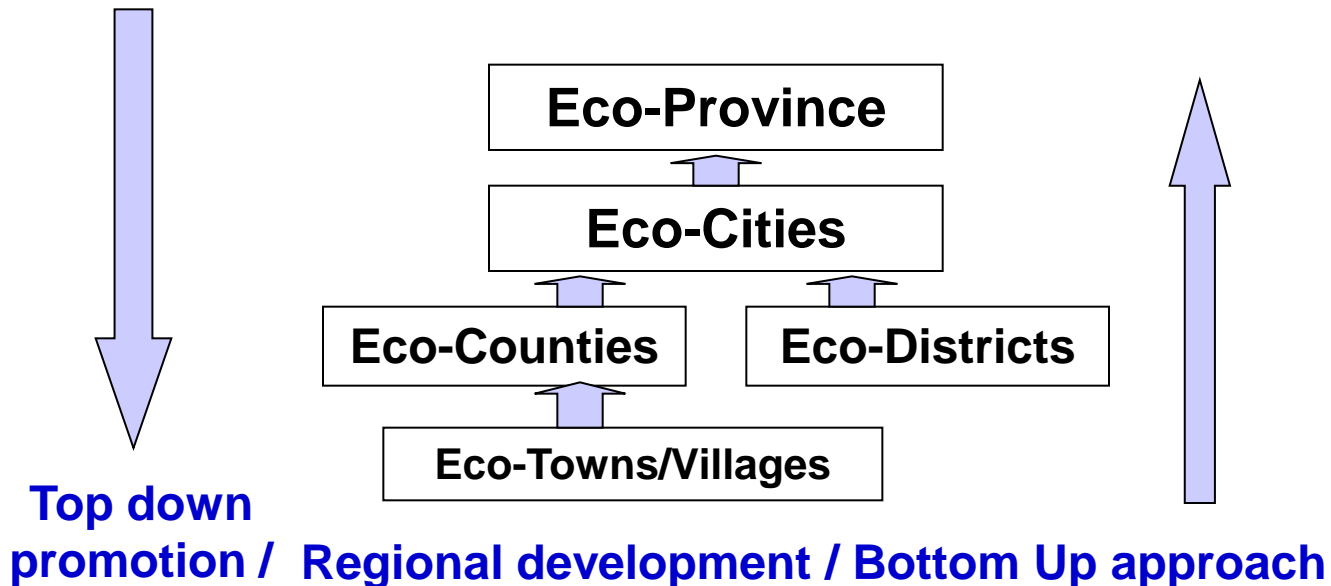 Eco-Province
Eco-Cities
Eco-Counties
Eco-Districts
Eco-Towns/Villages
Top down
promotion / Regional development / Bottom Up approach